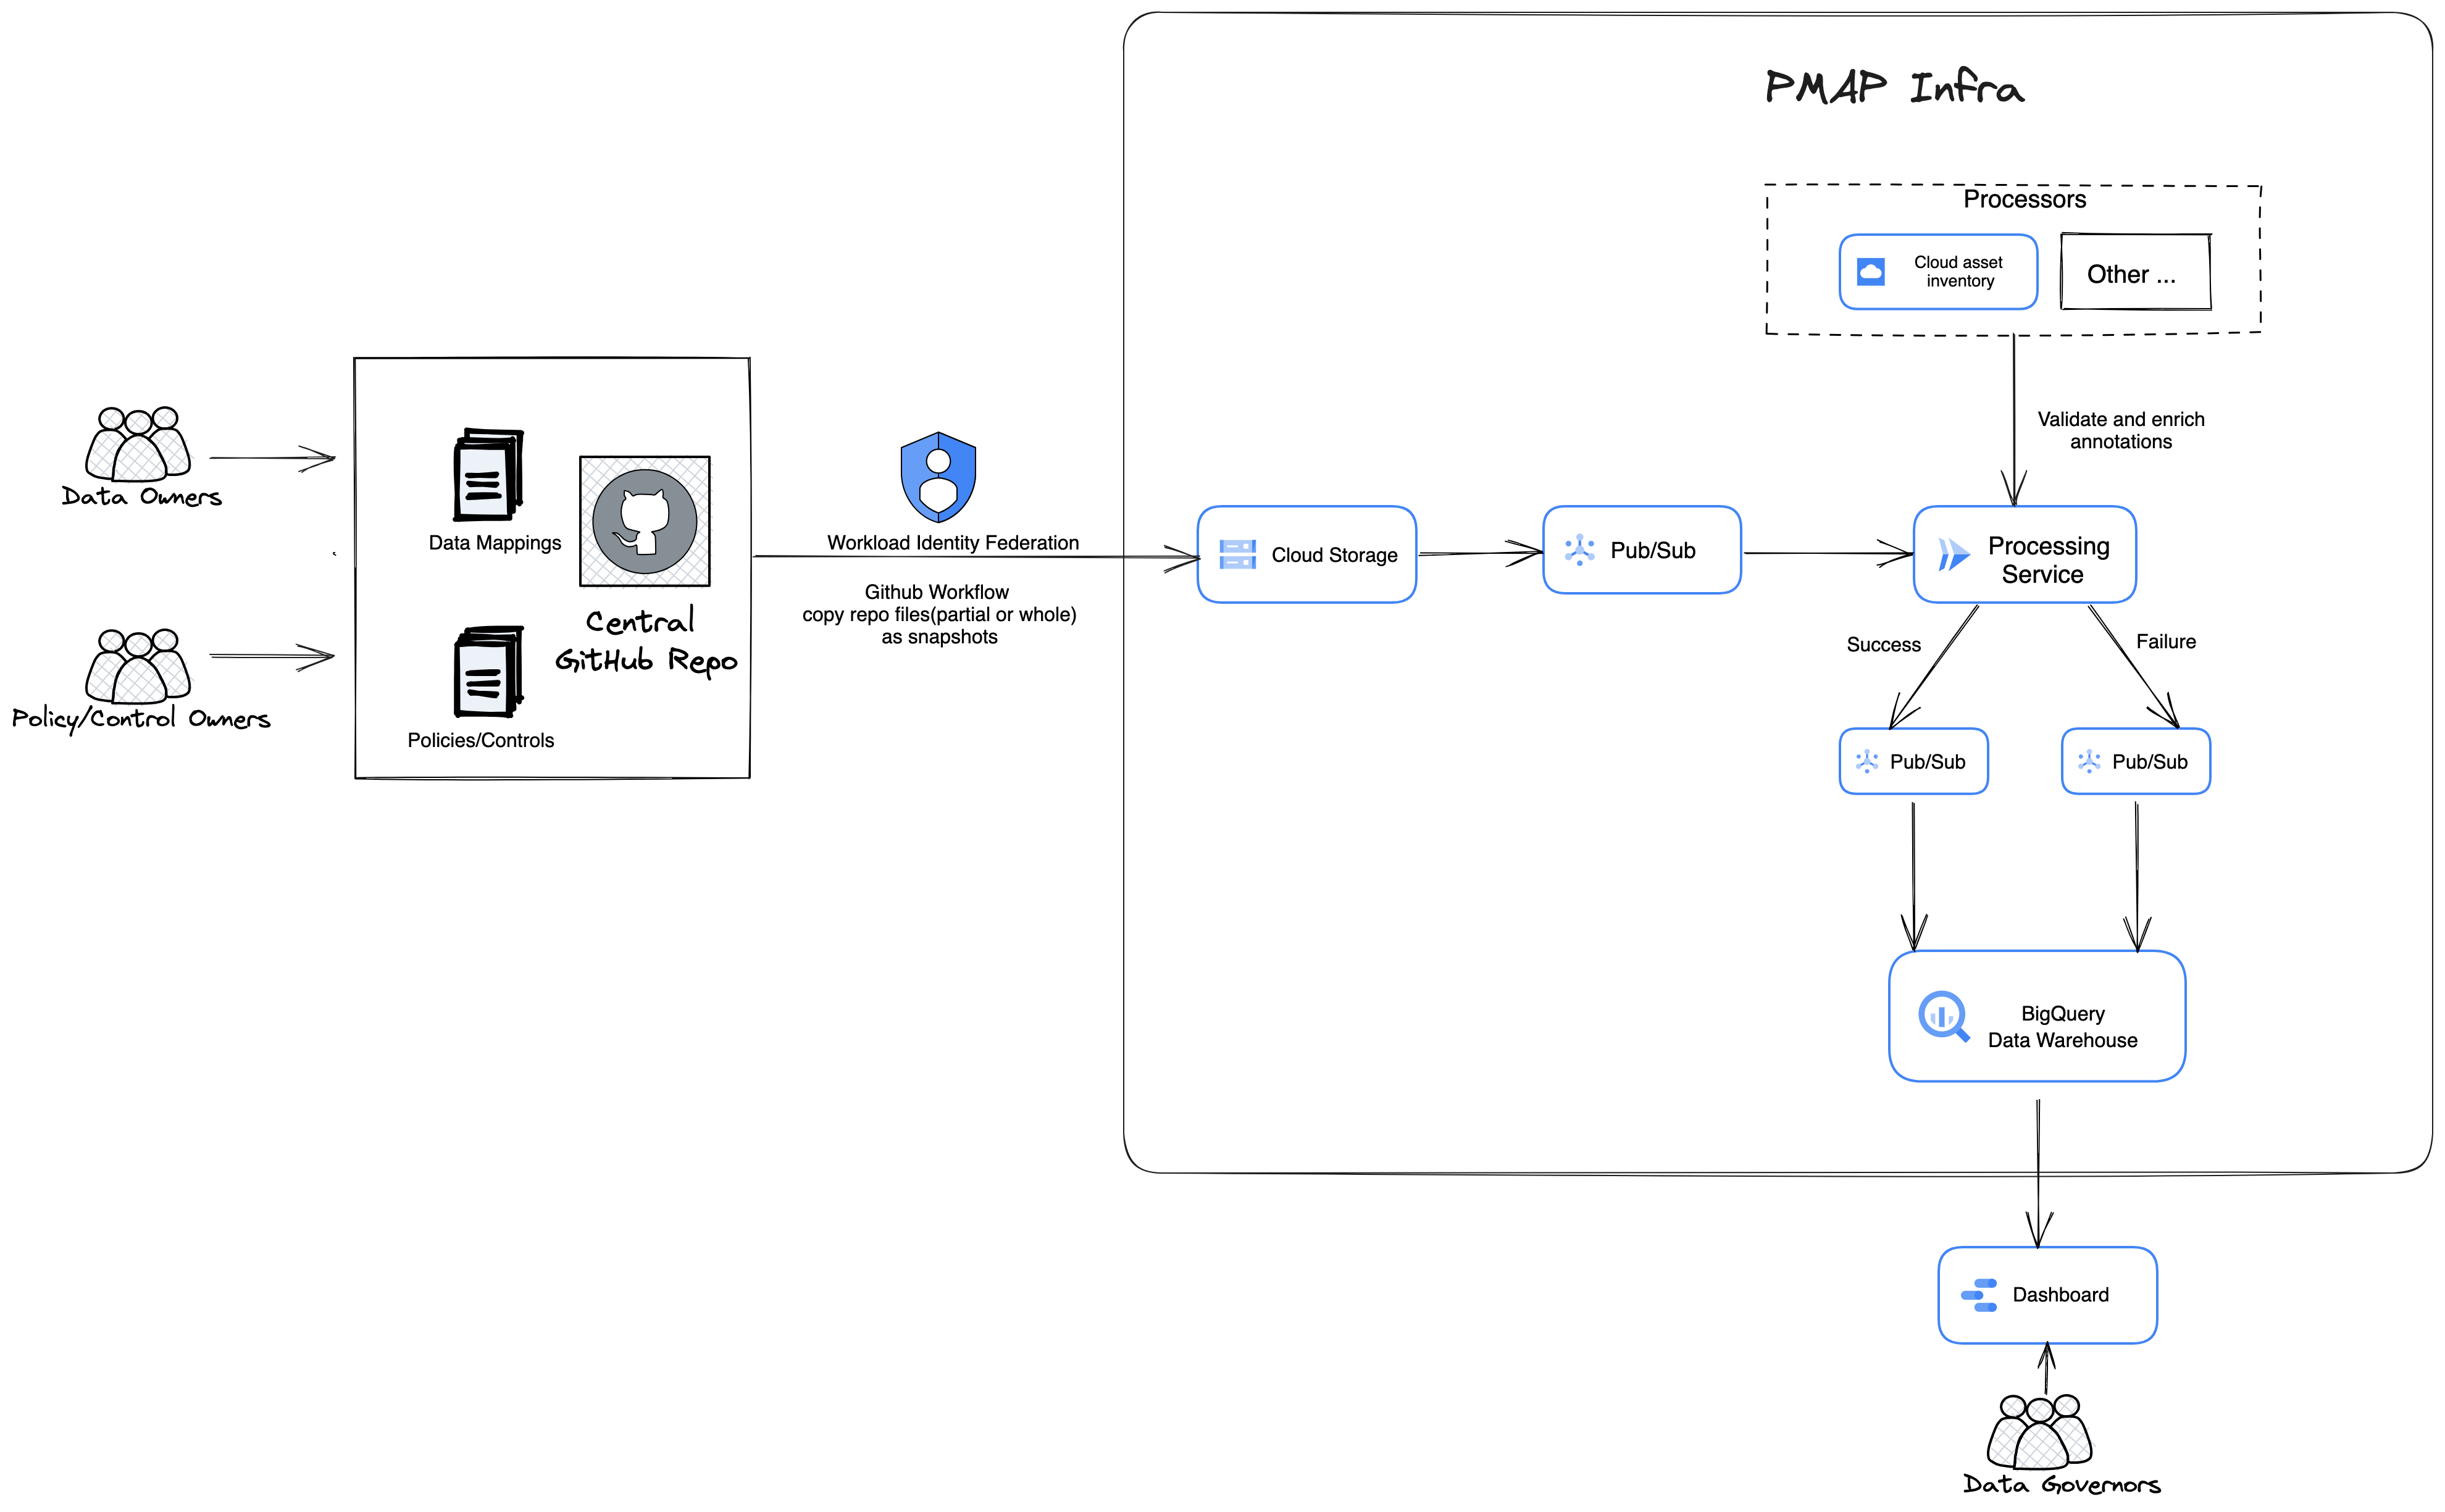 PMAP Infra
Processors
Cloud asset
inventory
Other ...
Validate and enrich
annotations
Data Owners
Data Mappings
Workload Identity Federation
Github Workflow
copy repo files(partial or whole)
as snapshots
Central
GitHub Repo
Policy/Control Owners
Policies/Controls
Cloud Storage
Pub/Sub
Processing
Service
Success
Failure
Pub/Sub
Pub/Sub
BigQuery
Data Warehouse
Dashboard
Data Governors